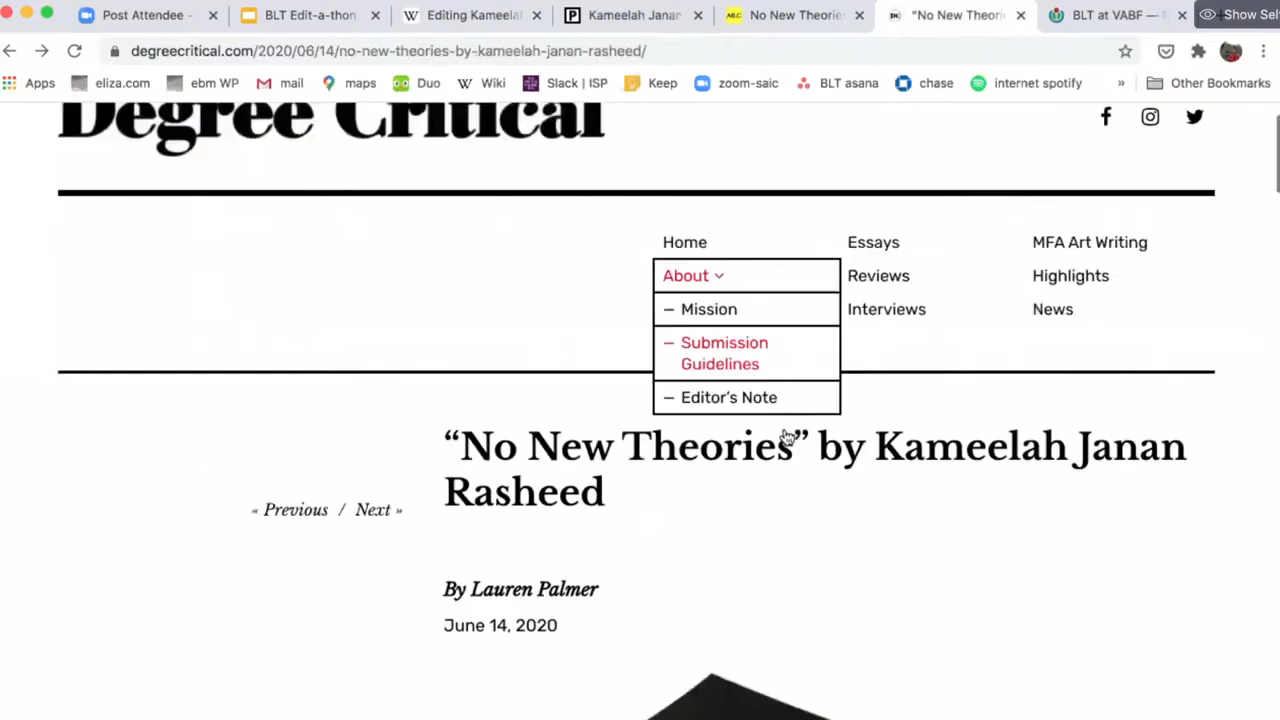 Post Attendee -
BLT Edit-a-thon
Editing Kameelah
Kameelah Janan
No New Theories
"No New Theori
BLT at VABF —
Show Sel
degreecritical.com/2020/06/14/no-new-theories-by-kameelah-janan-rasheed/
Apps
eliza.com
ebm WP
mail
maps
Duo
Wiki
Slack | ISP
Keep
zoom-saic
BLT asana
chase
internet spotify
»
Other Bookmarks
Degree Critical
Home
Essays
MFA Art Writing
About
Reviews
Highlights
– Mission
Interviews
News
– Submission
Guidelines
– Editor's Note
“No New Theories” by Kameelah Janan
Rasheed
« Previous / Next »
By Lauren Palmer
June 14, 2020